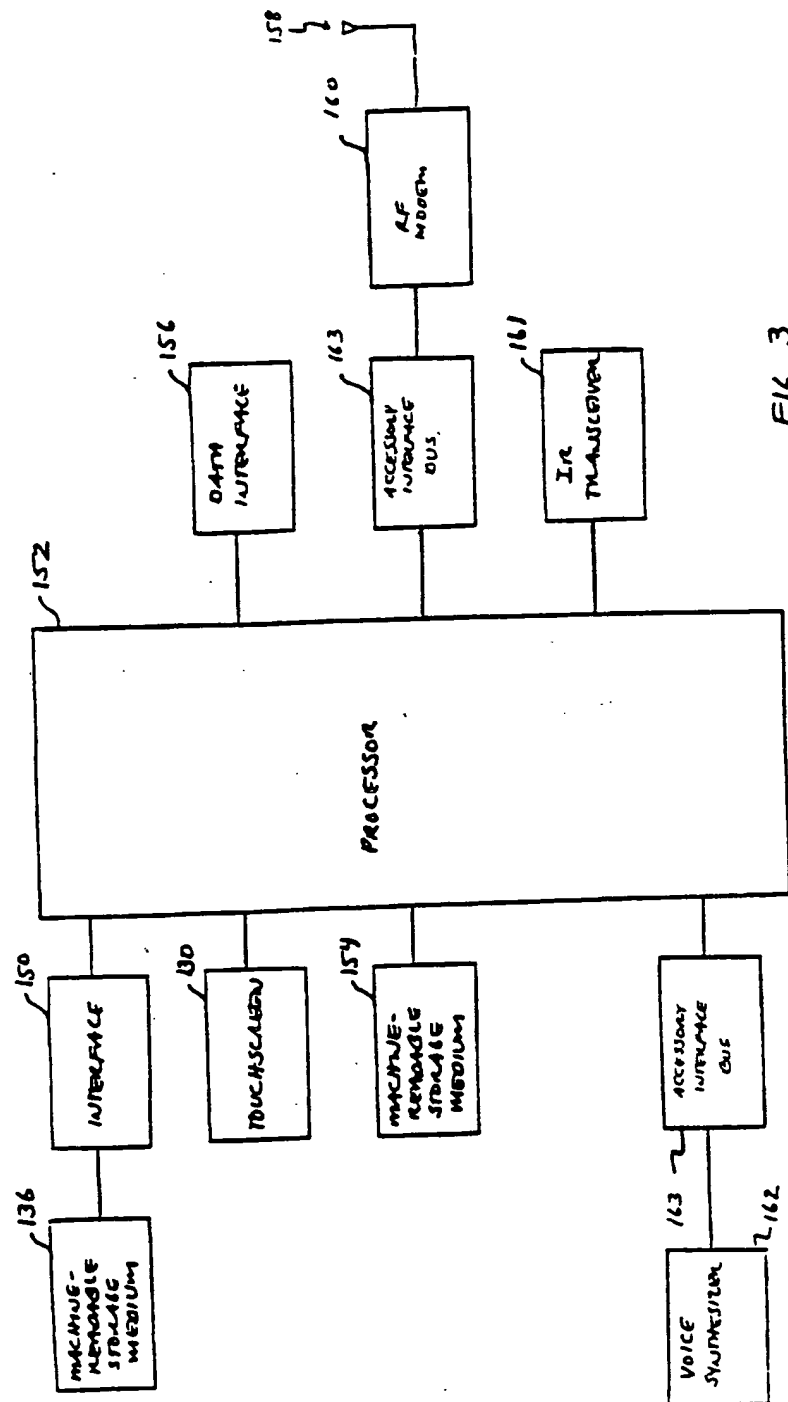 136
MACHINE-
READABLE
STORAGE
MEDIUM
150
INTERFACE
130
TOUCHSCREEN
154
MACHINE-
READABLE
STORAGE
MEDIUM
VOICE
SYNTHESIZER
162
163
ACCESSORY
INTERFACE
BUS
152
PROCESSOR
156
DATA
INTERFACE
163
ACCESSORY
INTERFACE
BUS.
161
IR
TRANSCEIVER
160
RF
MODEM
158
FIG. 3